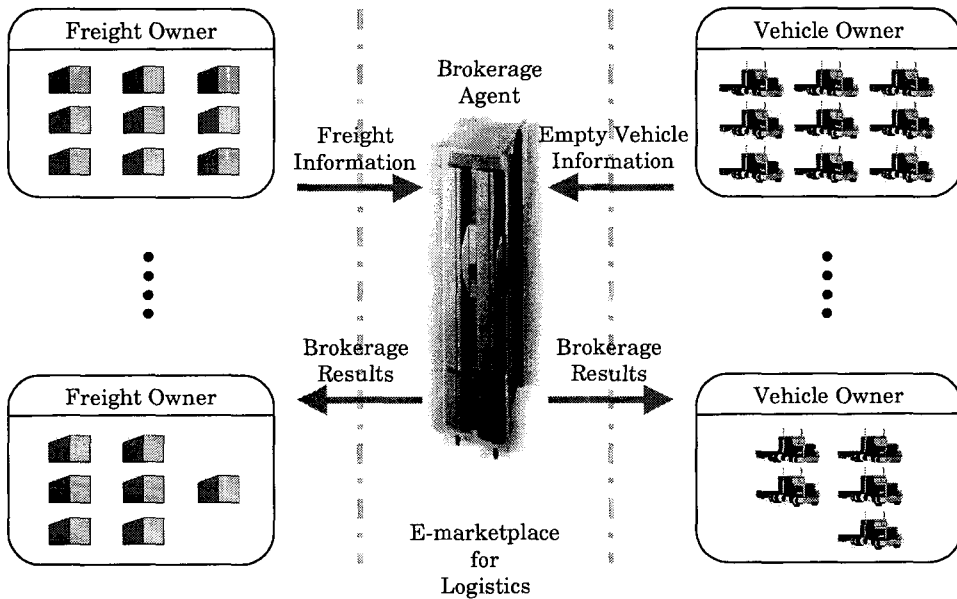 Freight Owner
Brokerage
Agent
Vehicle Owner
Freight
Information
Empty Vehicle
Information
Brokerage
Results
Brokerage
Results
Freight Owner
Vehicle Owner
E-marketplace
for
Logistics